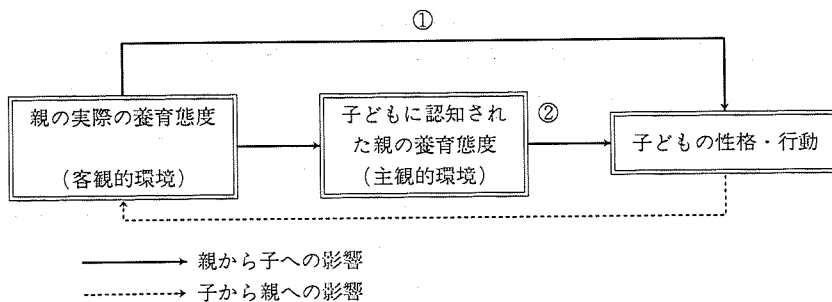 ①
親の実際の養育態度
(客観的環境)
子どもに認知され
た親の養育態度
(主観的環境)
②
子どもの性格・行動
親から子への影響
子から親への影響